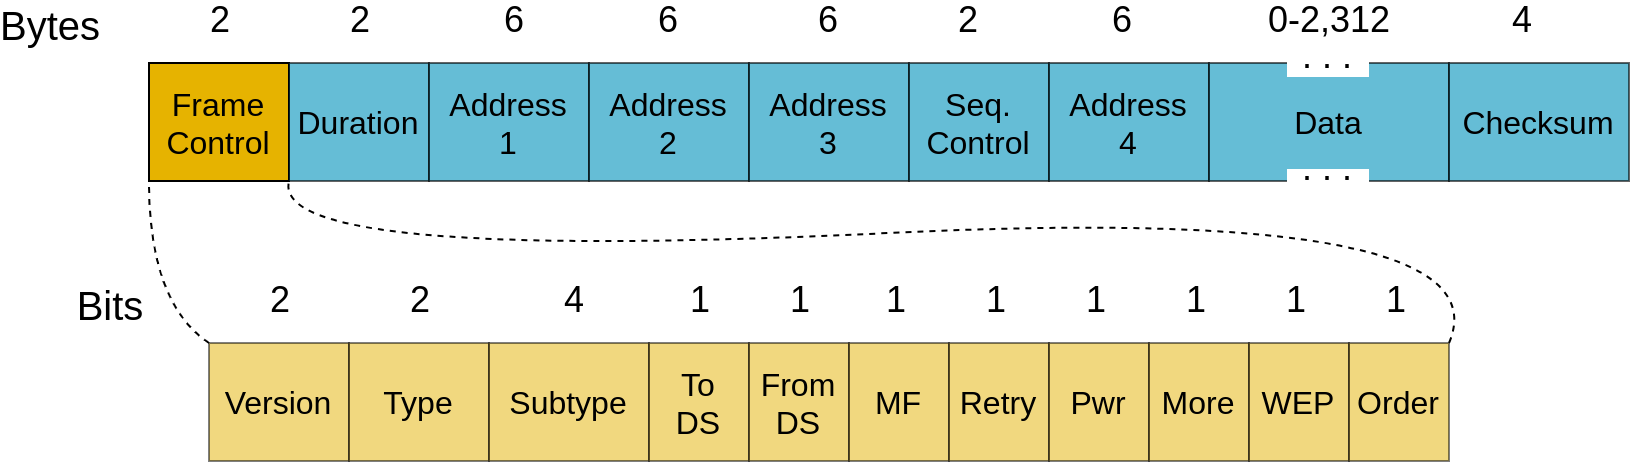 Bytes 2 2 6 6 6 2 6 0-2,312 4
. . .
Frame Control Duration Address 1 Address 2 Address 3 Seq. Control Address 4 Data Checksum
. . .
Bits 2 2 4 1 1 1 1 1 1 1 1
Version Type Subtype To DS From DS MF Retry Pwr More WEP Order